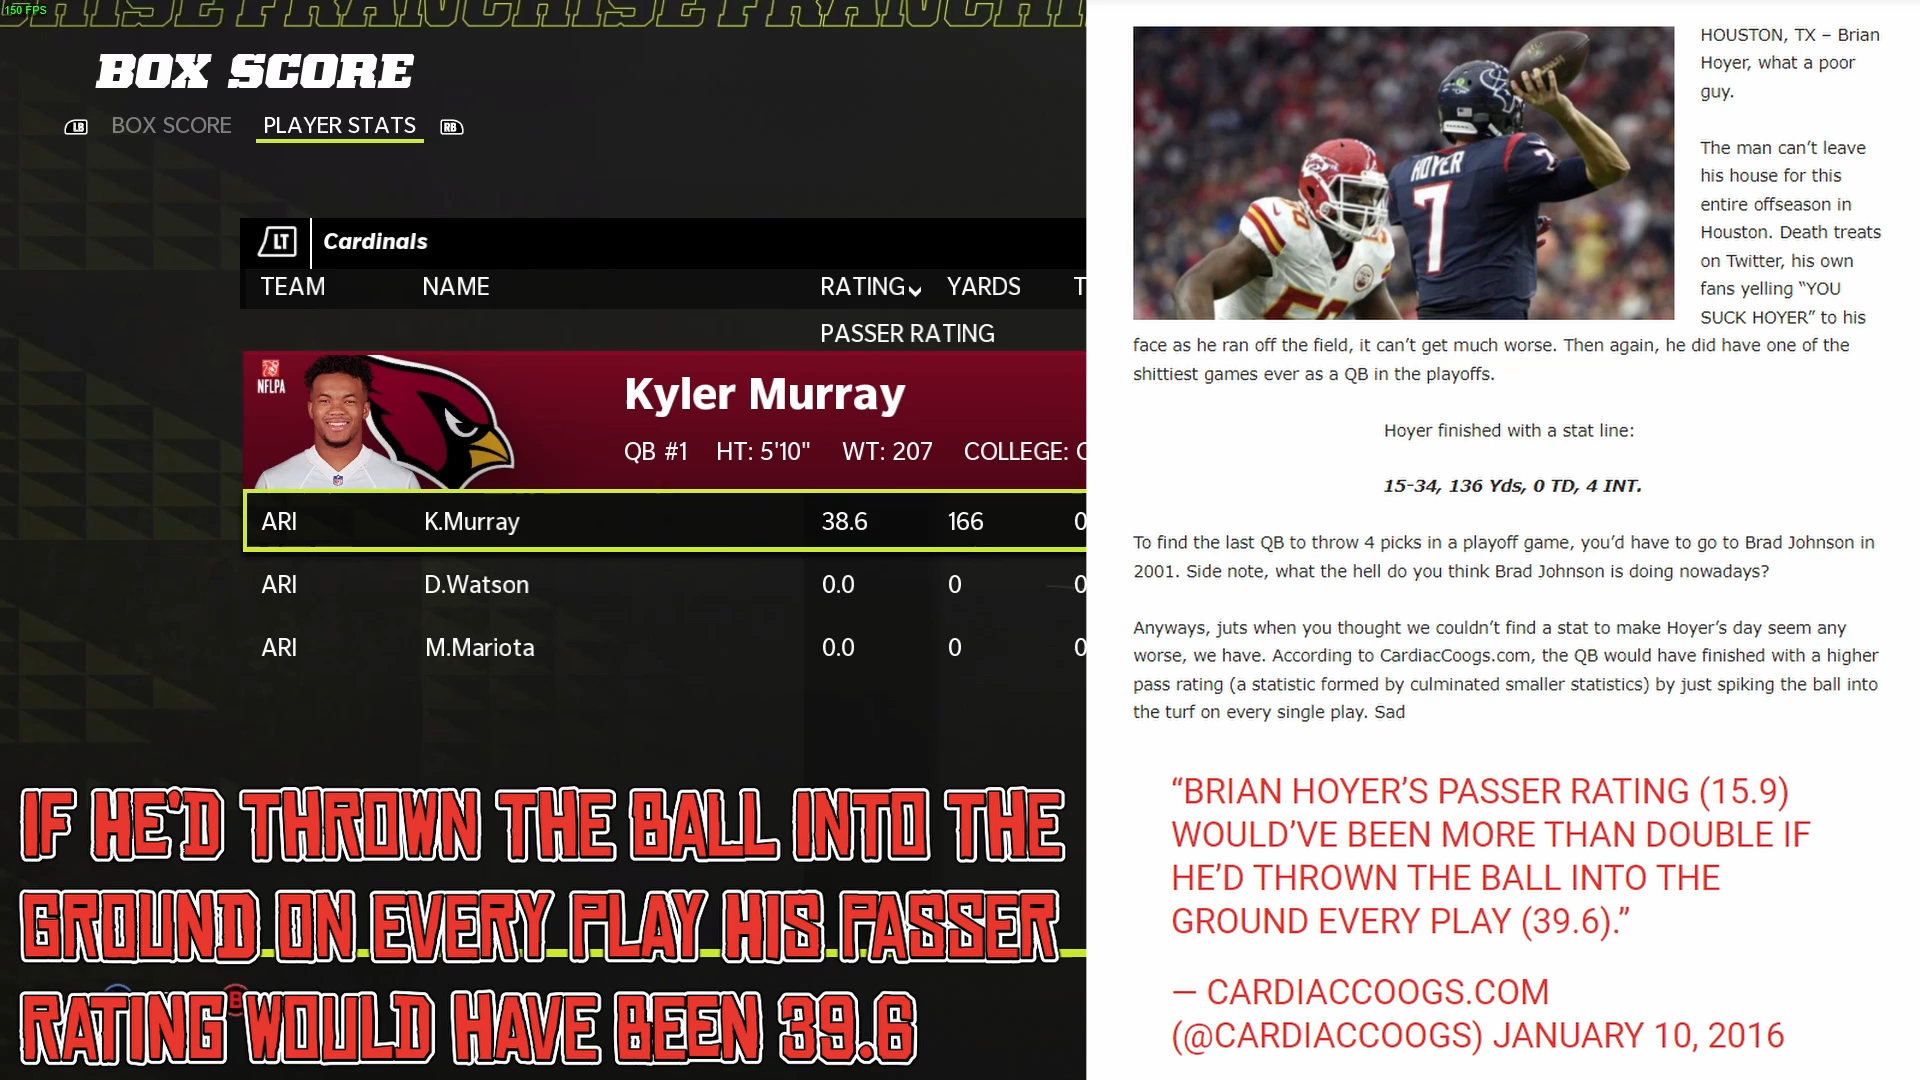 150 FPS
BOX SCORE
LB BOX SCORE PLAYER STATS RB
LT Cardinals
TEAM NAME RATING YARDS T
PASSER RATING
NFLPA
Kyler Murray
QB #1 HT: 5'10" WT: 207 COLLEGE:
ARI K.Murray 38.6 166 0
ARI D.Watson 0.0 0 0
ARI M.Mariota 0.0 0 0
IF HE'D THROWN THE BALL INTO THE
GROUND ON EVERY PLAY HIS PASSER
RATING WOULD HAVE BEEN 39.6
HOYER
7
HOUSTON, TX – Brian
Hoyer, what a poor
guy.
The man can’t leave
his house for this
entire offseason in
Houston. Death treats
on Twitter, his own
fans yelling “YOU
SUCK HOYER” to his
face as he ran off the field, it can’t get much worse. Then again, he did have one of the
shittiest games ever as a QB in the playoffs.
Hoyer finished with a stat line:
15-34, 136 Yds, 0 TD, 4 INT.
To find the last QB to throw 4 picks in a playoff game, you’d have to go to Brad Johnson in
2001. Side note, what the hell do you think Brad Johnson is doing nowadays?
Anyways, juts when you thought we couldn’t find a stat to make Hoyer’s day seem any
worse, we have. According to CardiacCoogs.com, the QB would have finished with a higher
pass rating (a statistic formed by culminated smaller statistics) by just spiking the ball into
the turf on every single play. Sad
“BRIAN HOYER’S PASSER RATING (15.9)
WOULD’VE BEEN MORE THAN DOUBLE IF
HE’D THROWN THE BALL INTO THE
GROUND EVERY PLAY (39.6).”
— CARDIACCOOGS.COM
(@CARDIACCOOGS) JANUARY 10, 2016